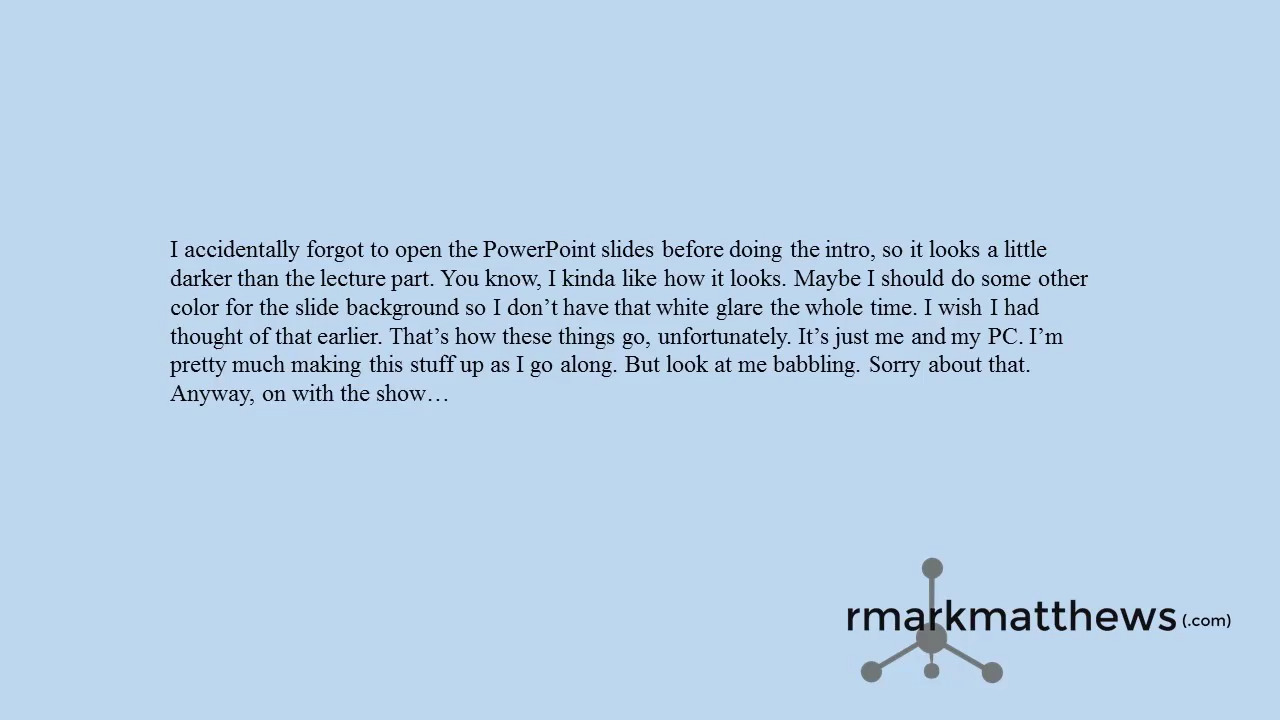 I accidentally forgot to open the PowerPoint slides before doing the intro, so it looks a little
darker than the lecture part. You know, I kinda like how it looks. Maybe I should do some other
color for the slide background so I don’t have that white glare the whole time. I wish I had
thought of that earlier. That’s how these things go, unfortunately. It’s just me and my PC. I’m
pretty much making this stuff up as I go along. But look at me babbling. Sorry about that.
Anyway, on with the show…
rmarkmatthews (.com)